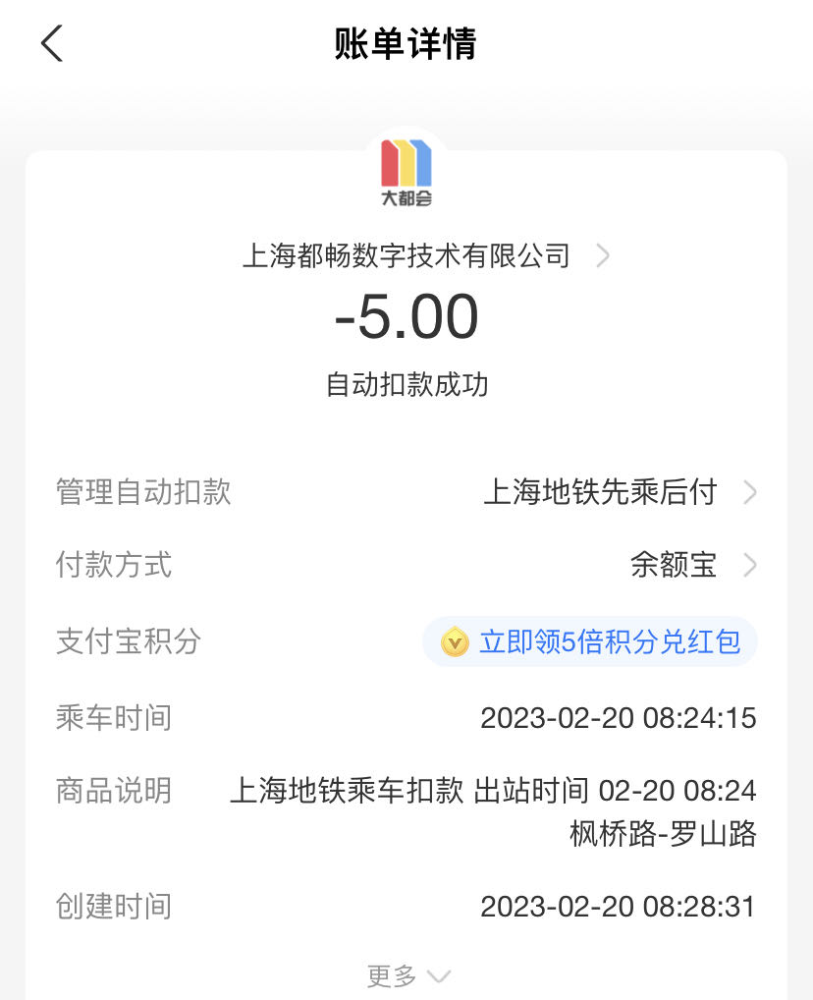 账单详情
大都会
上海都畅数字技术有限公司
-5.00
自动扣款成功
管理自动扣款 上海地铁先乘后付
付款方式 余额宝
支付宝积分 立即领5倍积分兑红包
乘车时间 2023-02-20 08:24:15
商品说明 上海地铁乘车扣款 出站时间 02-20 08:24
枫桥路-罗山路
创建时间 2023-02-20 08:28:31
更多